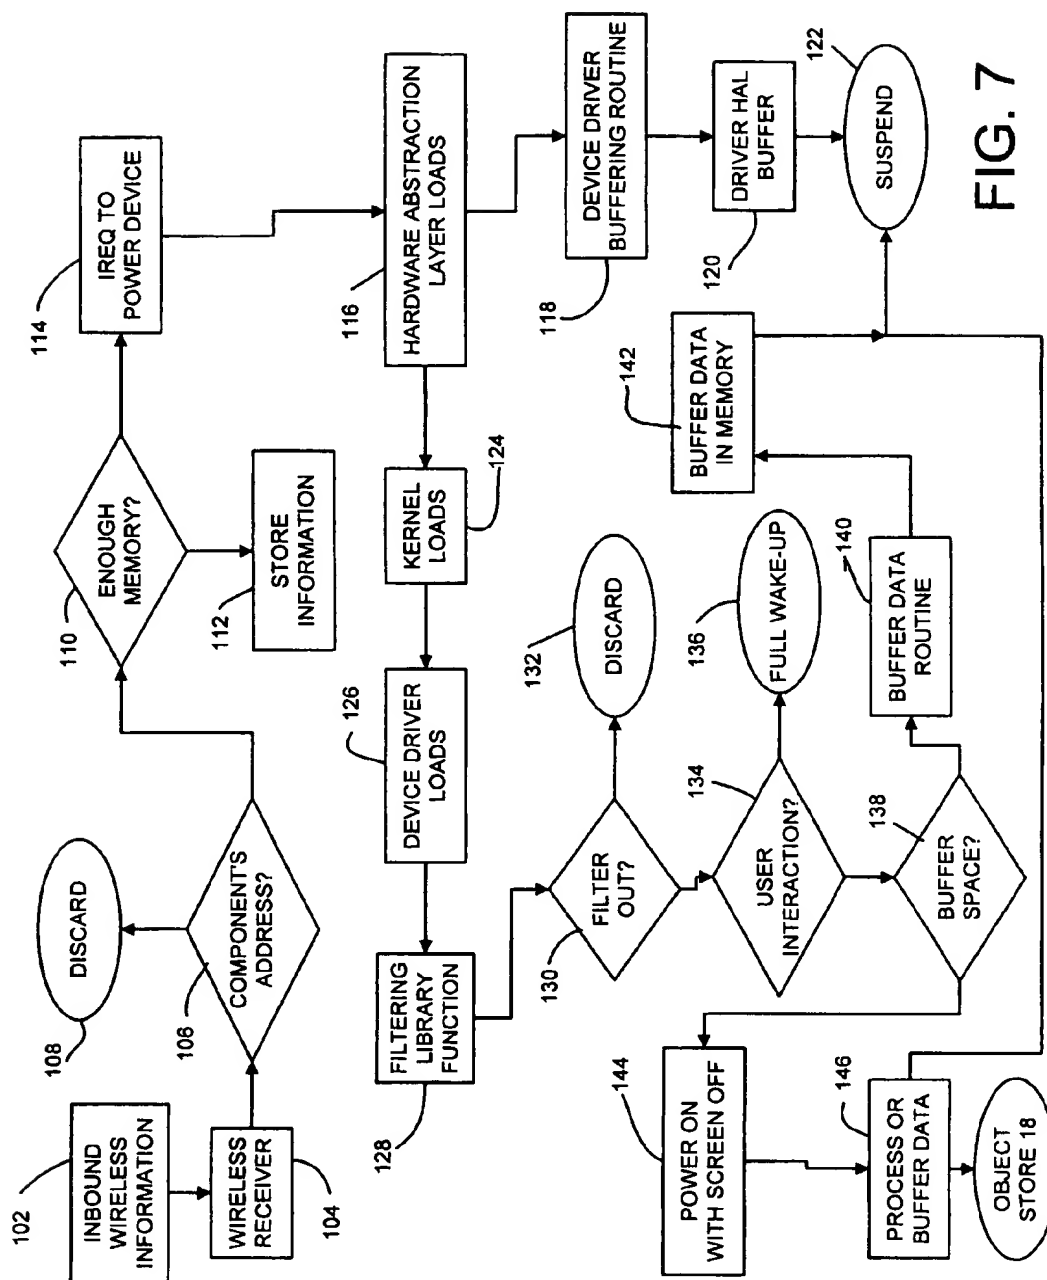 102
INBOUND
WIRELESS
INFORMATION
WIRELESS
RECEIVER
104
108
DISCARD
106
COMPONENT'S
ADDRESS?
110
ENOUGH
MEMORY?
112
STORE
INFORMATION
114
IREQ TO
POWER DEVICE
116
HARDWARE ABSTRACTION
LAYER LOADS
118
DEVICE DRIVER
BUFFERING ROUTINE
120
DRIVER HAL
BUFFER
122
SUSPEND
124
KERNEL
LOADS
126
DEVICE DRIVER
LOADS
128
FILTERING
LIBRARY
FUNCTION
130
FILTER
OUT?
132
DISCARD
134
USER
INTERACTION?
136
FULL WAKE-UP
138
BUFFER
SPACE?
140
BUFFER DATA
ROUTINE
142
BUFFER DATA
IN MEMORY
144
POWER ON
WITH SCREEN OFF
146
PROCESS OR
BUFFER DATA
OBJECT
STORE 18
FIG. 7